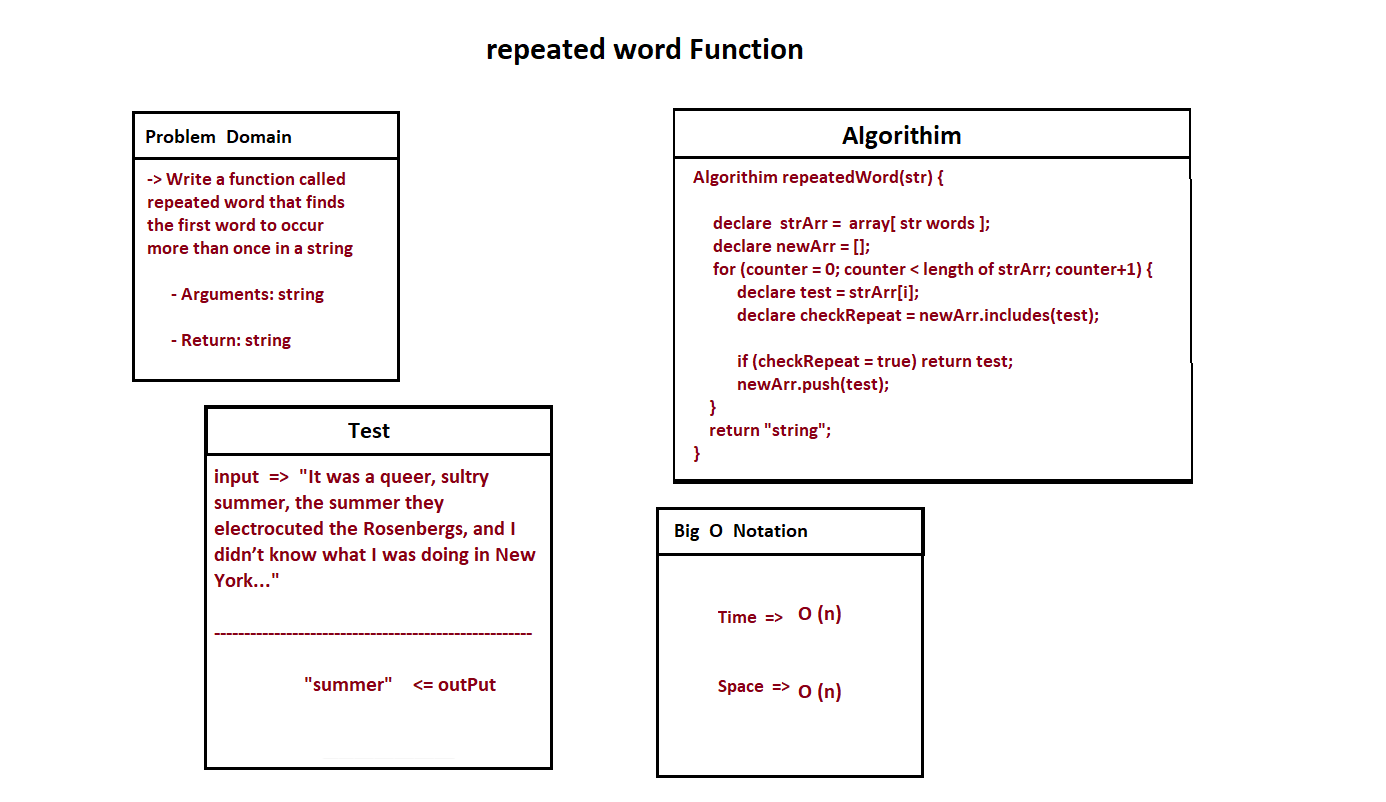 repeated word Function
Problem Domain
-> Write a function called
repeated word that finds
the first word to occur
more than once in a string
- Arguments: string
- Return: string
Algorithim
Algorithim repeatedWord(str) {
declare strArr = array[ str words ];
declare newArr = [];
for (counter = 0; counter < length of strArr; counter+1) {
declare test = strArr[i];
declare checkRepeat = newArr.includes(test);
if (checkRepeat = true) return test;
newArr.push(test);
}
return "string";
}
Test
input => "It was a queer, sultry
summer, the summer they
electrocuted the Rosenbergs, and I
didn’t know what I was doing in New
York..."
-----------------------------------------------------
"summer" <= outPut
Big O Notation
Time => O (n)
Space => O (n)